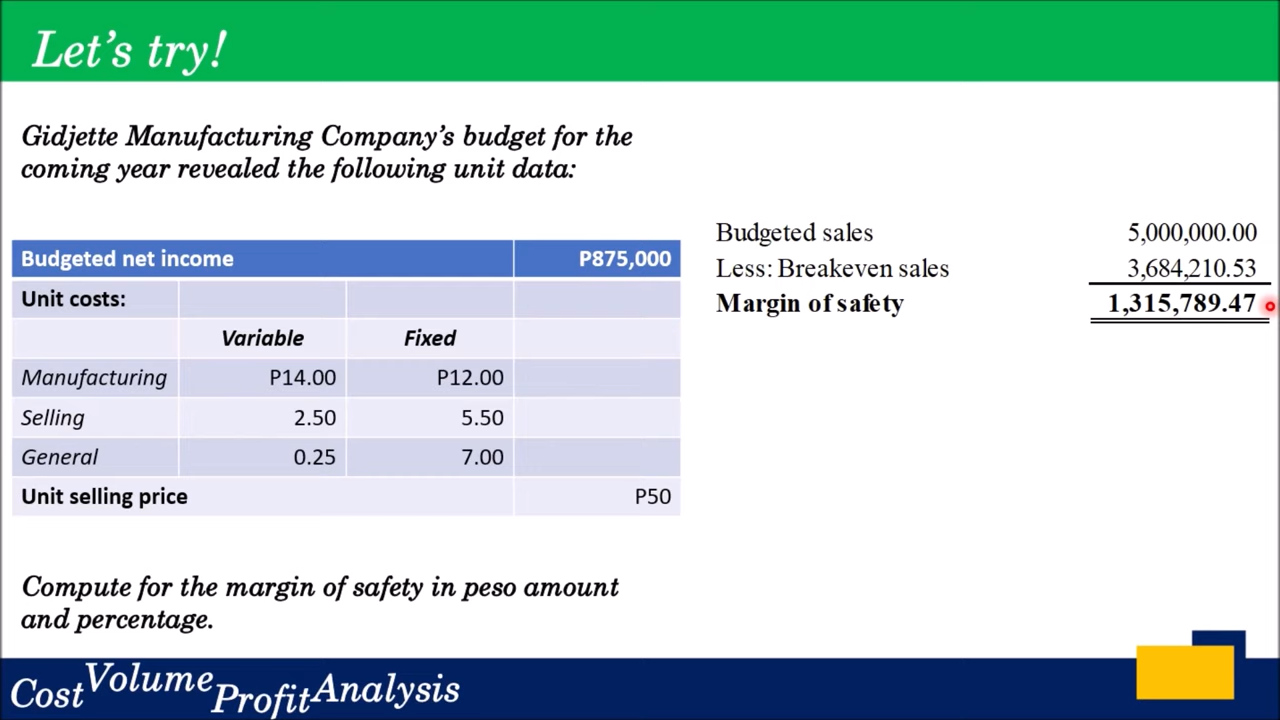 Let's try!
Gidjette Manufacturing Company's budget for the
coming year revealed the following unit data:
Budgeted net income P875,000
Unit costs:
Variable Fixed
Manufacturing P14.00 P12.00
Selling 2.50 5.50
General 0.25 7.00
Unit selling price P50
Compute for the margin of safety in peso amount
and percentage.
Budgeted sales 5,000,000.00
Less: Breakeven sales 3,684,210.53
Margin of safety 1,315,789.47
Cost Volume Profit Analysis